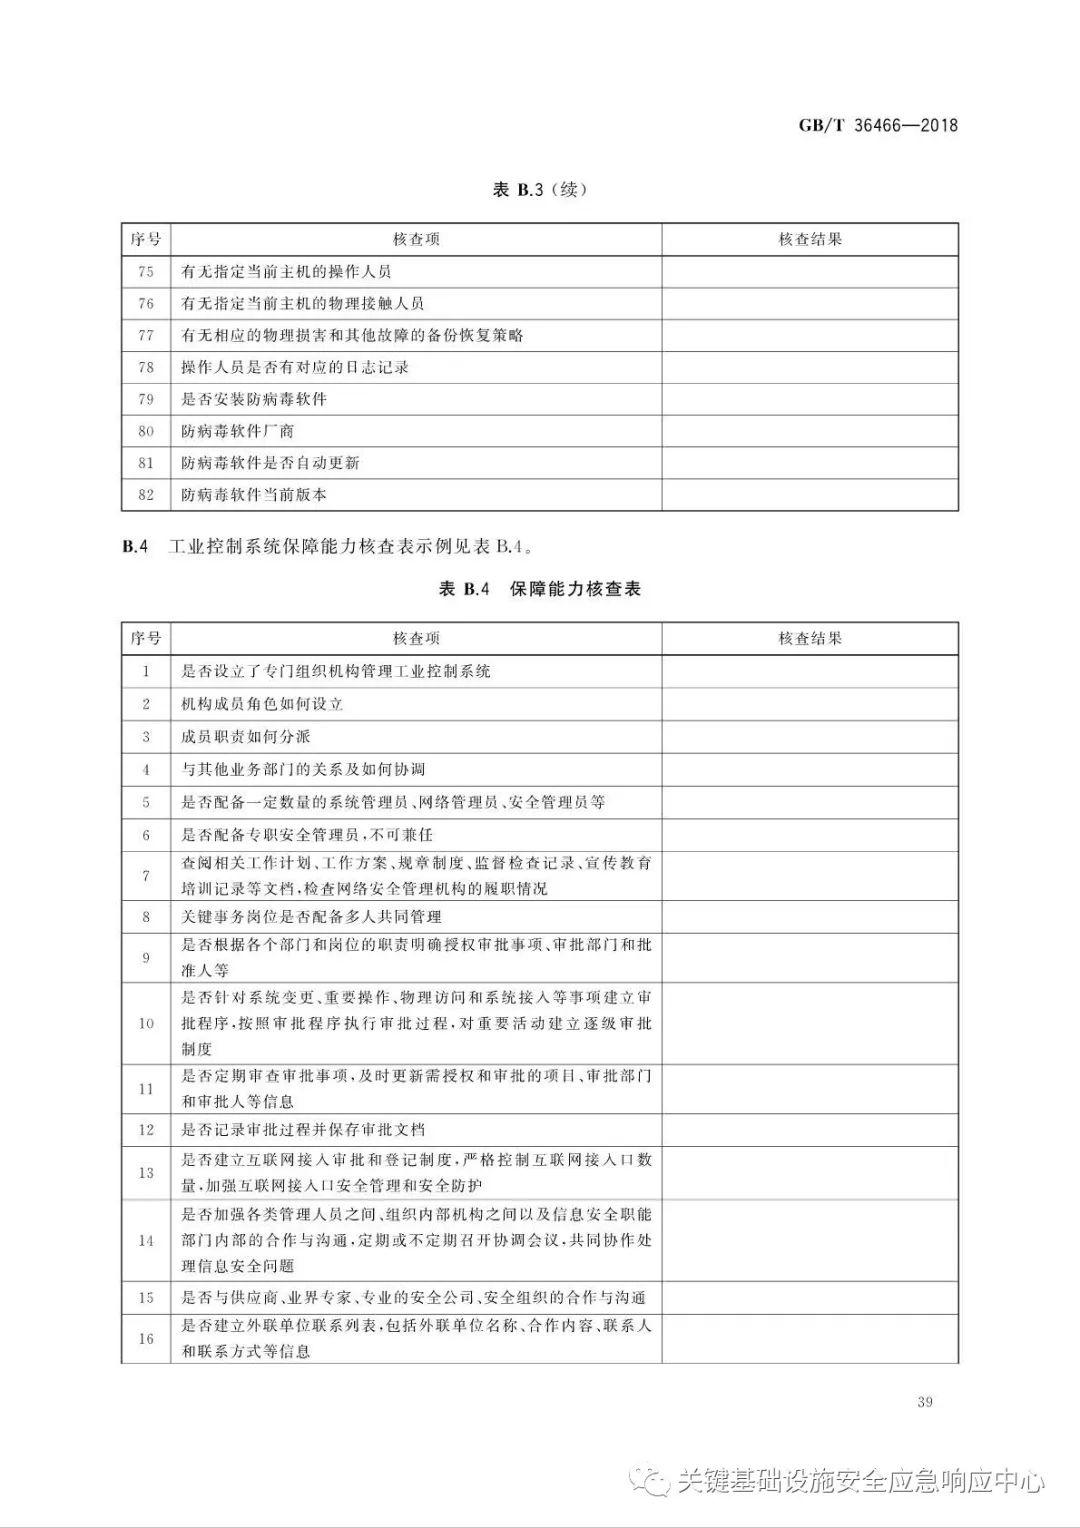 GB/T 36466—2018
表 B.3（续）
序号 核查项 核查结果
75 有无指定当前主机的操作人员
76 有无指定当前主机的物理接触人员
77 有无相应的物理损害和其他故障的备份恢复策略
78 操作人员是否有对应的日志记录
79 是否安装防病毒软件
80 防病毒软件厂商
81 防病毒软件是否自动更新
82 防病毒软件当前版本
B.4 工业控制系统保障能力核查表示例见表 B.4。
表 B.4 保障能力核查表
序号 核查项 核查结果
1 是否设立了专门组织机构管理工业控制系统
2 机构成员角色如何设立
3 成员职责如何分派
4 与其他业务部门的关系及如何协调
5 是否配备一定数量的系统管理员、网络管理员、安全管理员等
6 是否配备专职安全管理员,不可兼任
7 查阅相关工作计划、工作方案、规章制度、监督检查记录、宣传教育
培训记录等文档,检查网络安全管理机构的履职情况
8 关键事务岗位是否配备多人共同管理
9 是否根据各个部门和岗位的职责明确授权审批事项、审批部门和批
准人等
10 是否针对系统变更、重要操作、物理访问和系统接入等事项建立审
批程序,按照审批程序执行审批过程,对重要活动建立逐级审批
制度
11 是否定期审查审批事项,及时更新需授权和审批的项目、审批部门
和审批人等信息
12 是否记录审批过程并保存审批文档
13 是否建立互联网接入审批和登记制度,严格控制互联网接入口数
量,加强互联网接入口安全管理和安全防护
14 是否加强各类管理人员之间、组织内部机构之间以及信息安全职能
部门内部的合作与沟通,定期或不定期召开协调会议,共同协作处
理信息安全问题
15 是否与供应商、业界专家、专业的安全公司、安全组织的合作与沟通
16 是否建立外联单位联系列表,包括外联单位名称、合作内容、联系人
和联系方式等信息
39
关键基础设施安全应急响应中心